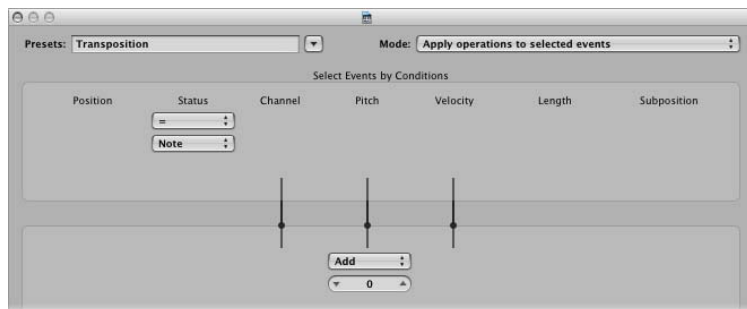 Presets: Transposition Mode: Apply operations to selected events
Select Events by Conditions
Position Status Channel Pitch Velocity Length Subposition
=
Note
Add
0